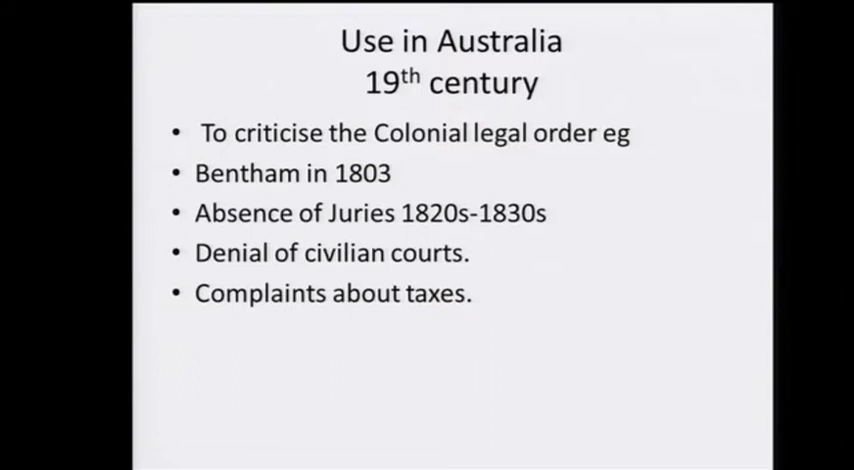 Use in Australia
19th century
• To criticise the Colonial legal order eg
• Bentham in 1803
• Absence of Juries 1820s-1830s
• Denial of civilian courts.
• Complaints about taxes.